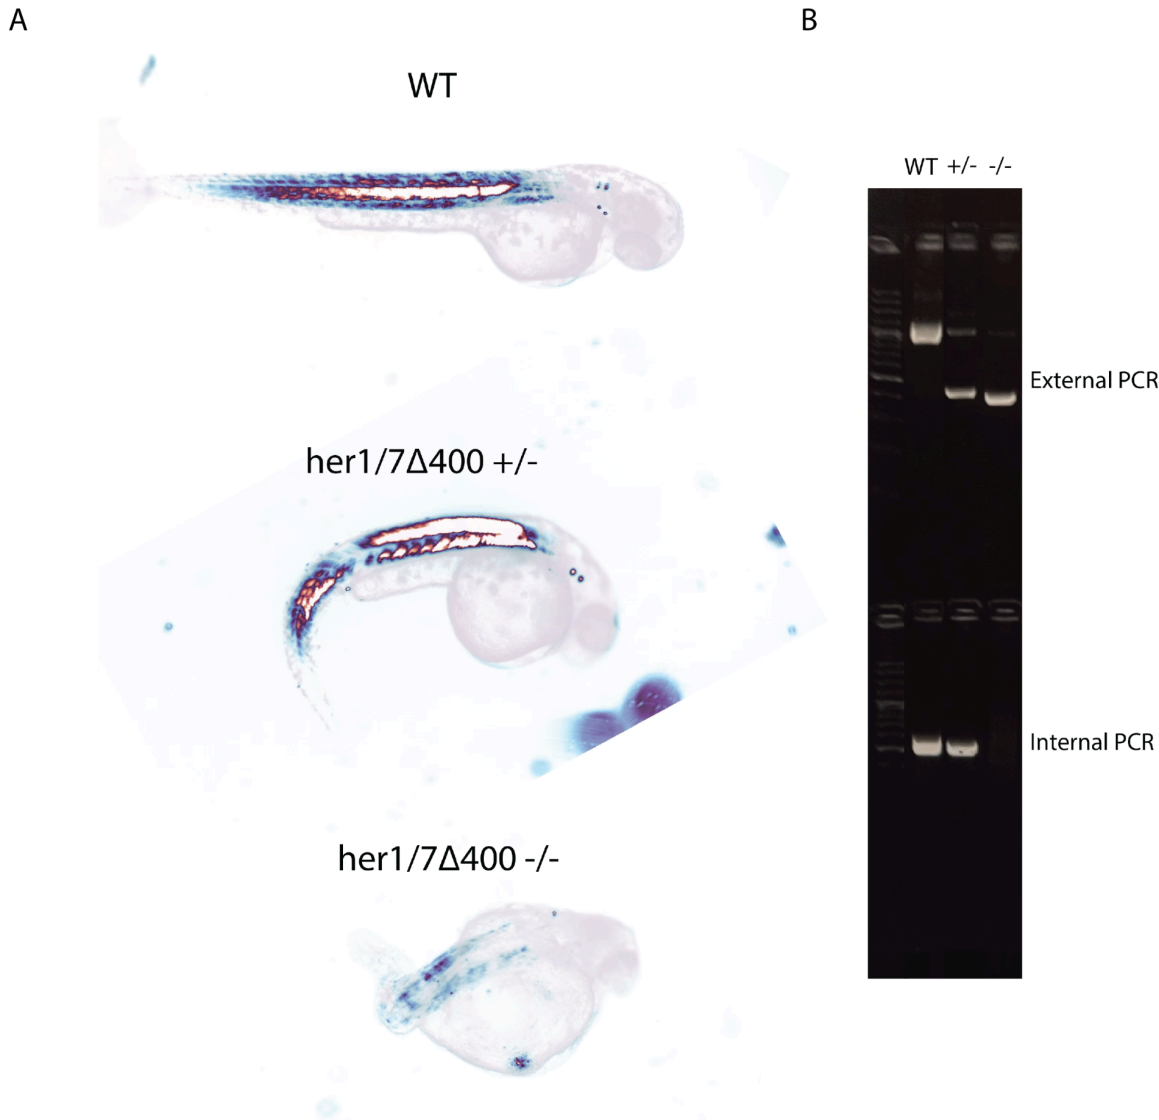 A
B
WT
WT +/- -/-
External PCR
her1/7Δ400 +/-
Internal PCR
her1/7Δ400 -/-